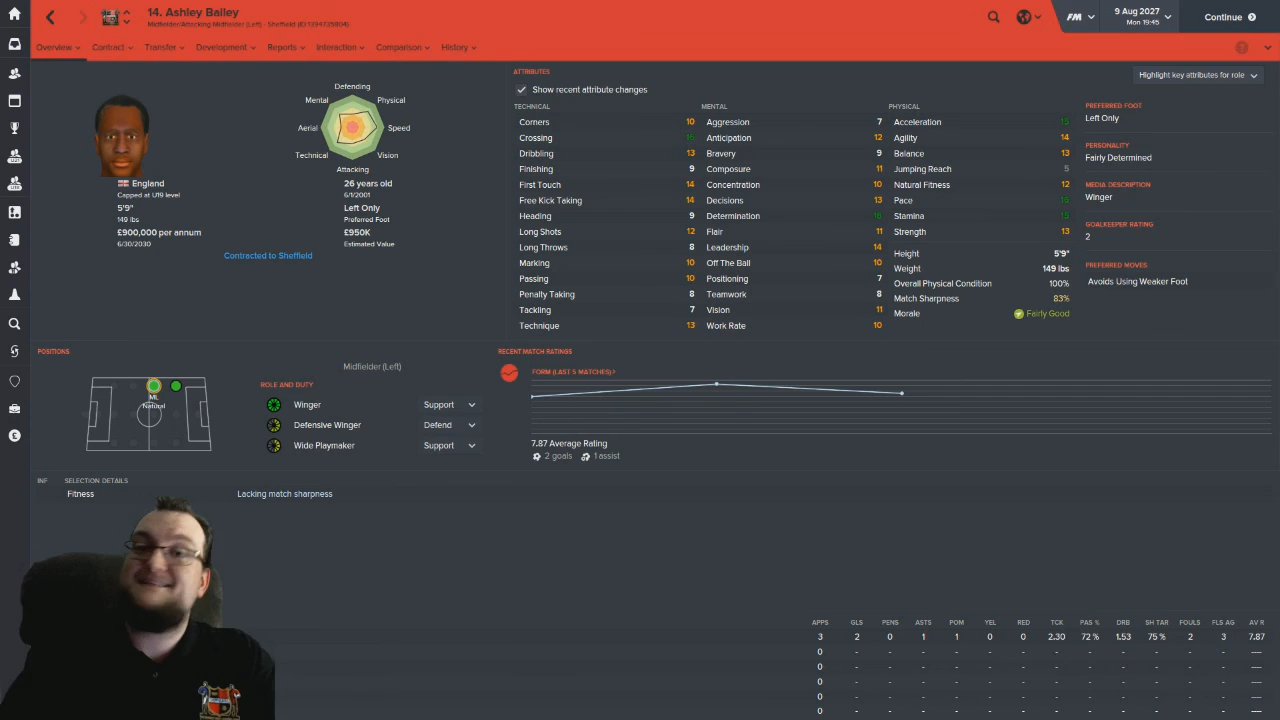 14. Ashley Bailey
Midfielder/Attacking Midfielder (Left) - Sheffield (ID:1394735804)
FM
9 Aug 2027
Mon 19:45
Continue
Overview Contract Transfer Development Reports Interaction Comparison History
ATTRIBUTES
Highlight key attributes for role
Show recent attribute changes
TECHNICAL
Corners 10
Crossing
Dribbling 13
Finishing 9
First Touch 14
Free Kick Taking 14
Heading 9
Long Shots 12
Long Throws 8
Marking 10
Passing 10
Penalty Taking 8
Tackling 7
Technique 13
MENTAL
Aggression 7
Anticipation 12
Bravery 9
Composure 11
Concentration 10
Decisions 13
Determination
Flair 11
Leadership 14
Off The Ball 10
Positioning 7
Teamwork 8
Vision 11
Work Rate 10
PHYSICAL
Acceleration
Agility 14
Balance 13
Jumping Reach 5
Natural Fitness 12
Pace
Stamina
Strength 13
Height 5'9"
Weight 149 lbs
Overall Physical Condition 100%
Match Sharpness 83%
Morale Fairly Good
PREFERRED FOOT
Left Only
PERSONALITY
Fairly Determined
MEDIA DESCRIPTION
Winger
GOALKEEPER RATING
2
PREFERRED MOVES
Avoids Using Weaker Foot
Defending
Mental Physical
Aerial Speed
Technical Vision
Attacking
England
Capped at U19 level
5'9"
149 lbs
£900,000 per annum
6/30/2030
26 years old
6/1/2001
Left Only
Preferred Foot
£950K
Estimated Value
Contracted to Sheffield
POSITIONS
Midfielder (Left)
ML
Natural
ROLE AND DUTY
Winger Support
Defensive Winger Defend
Wide Playmaker Support
RECENT MATCH RATINGS
FORM (LAST 5 MATCHES)>
7.87 Average Rating
2 goals 1 assist
INF SELECTION DETAILS
Fitness Lacking match sharpness
APPS GLS PENS ASTS POM YEL RED TCK PAS % DRB SH TAR FOULS FLS AG AV R
3 2 0 1 1 0 0 2.30 72 % 1.53 75 % 2 3 7.87
0 - - - - - - - - - - - - ----
0 - - - - - - - - - - - - ----
0 - - - - - - - - - - - - ----
0 - - - - - - - - - - - - ----
0 - - - - - - - - - - - - ----